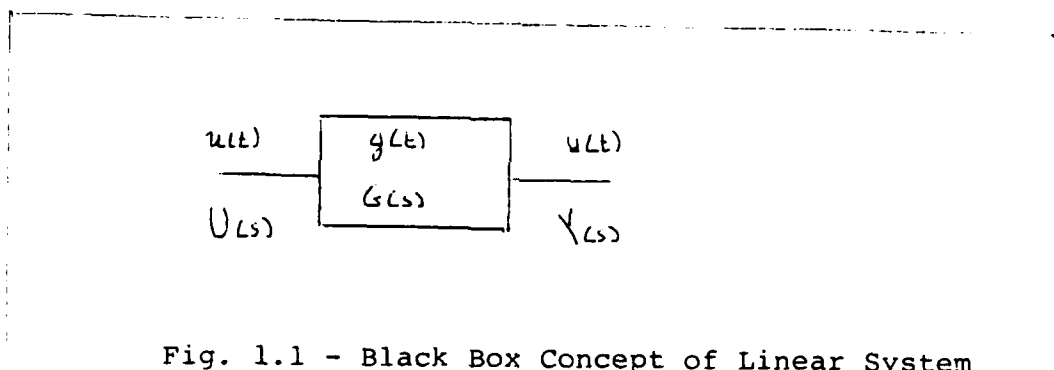 u(t) g(t) y(t)
G(s)
U(s) Y(s)
Fig. 1.1 - Black Box Concept of Linear System